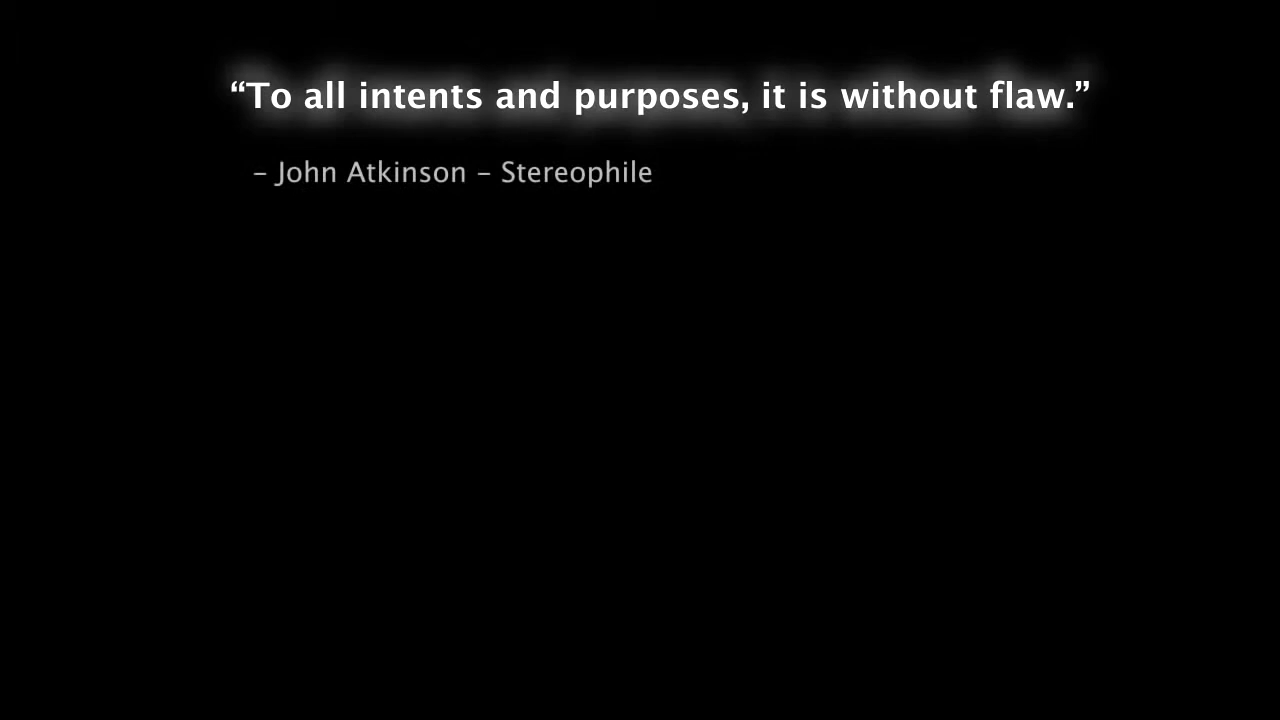 “To all intents and purposes, it is without flaw.”
– John Atkinson – Stereophile